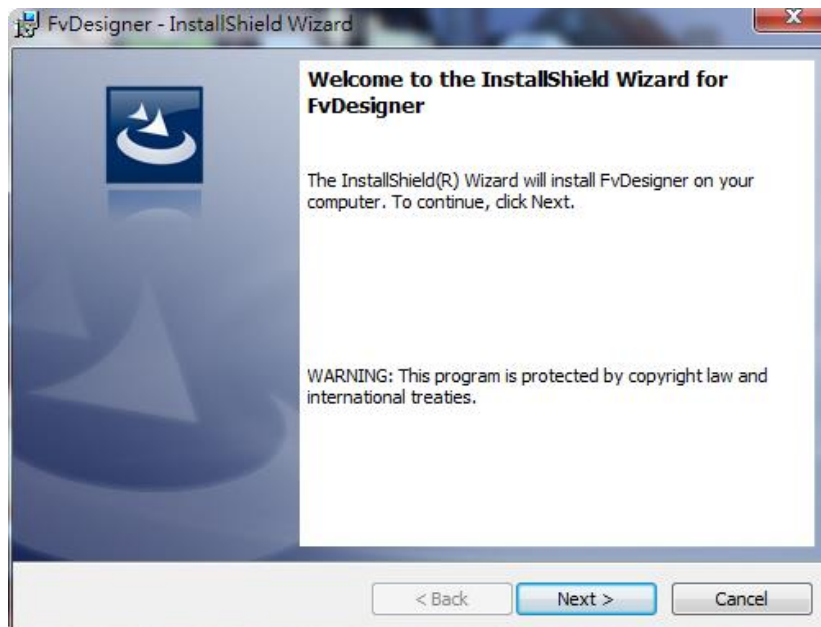 FvDesigner - InstallShield Wizard
Welcome to the InstallShield Wizard for
FvDesigner
The InstallShield(R) Wizard will install FvDesigner on your
computer. To continue, click Next.
WARNING: This program is protected by copyright law and
international treaties.
< Back
Next >
Cancel